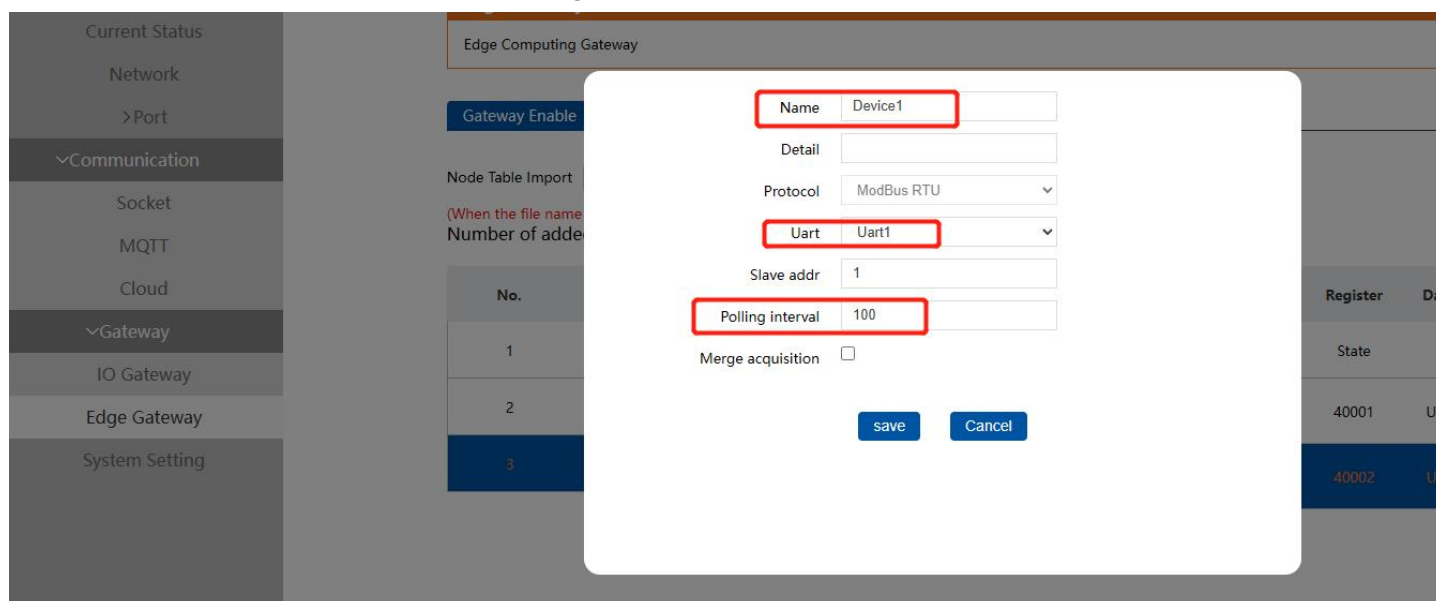 Current Status
Network
>Port
Communication
Socket
MQTT
Cloud
Gateway
IO Gateway
Edge Gateway
System Setting
Edge Computing Gateway
Gateway Enable
Node Table Import
(When the file name
Number of adde
No.
Register
1
State
2
40001
U
3
40002
U
Name Device1
Detail
Protocol ModBus RTU
Uart Uart1
Slave addr 1
Polling interval 100
Merge acquisition
save Cancel